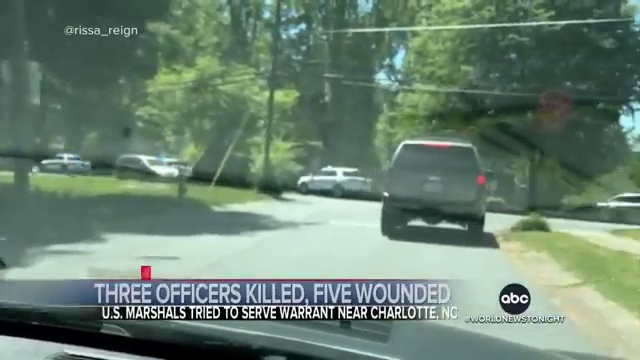 @rissa_reign
THREE OFFICERS KILLED, FIVE WOUNDED
U.S. MARSHALS TRIED TO SERVE WARRANT NEAR CHARLOTTE, NC
abc
#WORLDNEWSTONIGHT